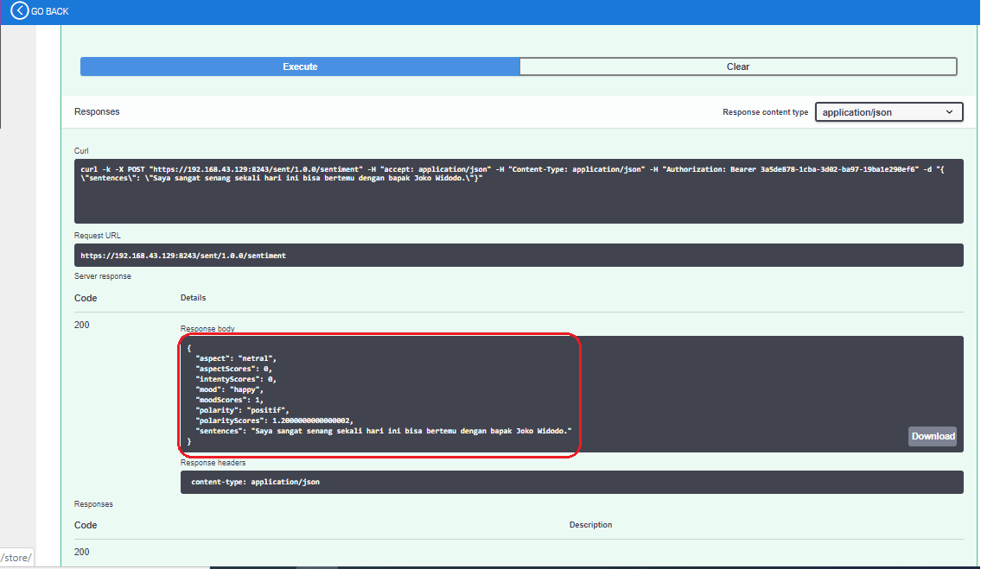 GO BACK
Execute
Clear
Responses
Response content type
application/json
Curl
curl -k -X POST "https://192.168.43.129:8243/sent/1.0.0/sentiment" -H "accept: application/json" -H "Content-Type: application/json" -H "Authorization: Bearer 3a5de878-1cba-3d02-ba97-19ba1e290ef6" -d "{
\"sentences\": \"Saya sangat senang sekali hari ini bisa bertemu dengan bapak Joko Widodo.\"}"
Request URL
https://192.168.43.129:8243/sent/1.0.0/sentiment
Server response
Code
Details
200
Response body
{
"aspect": "netral",
"aspectScores": 0,
"intentyScores": 0,
"mood": "happy",
"moodScores": 1,
"polarity": "positif",
"polarityScores": 1.2000000000000002,
"sentences": "Saya sangat senang sekali hari ini bisa bertemu dengan bapak Joko Widodo."
}
Download
Response headers
content-type: application/json
Responses
Code
Description
200
/store/